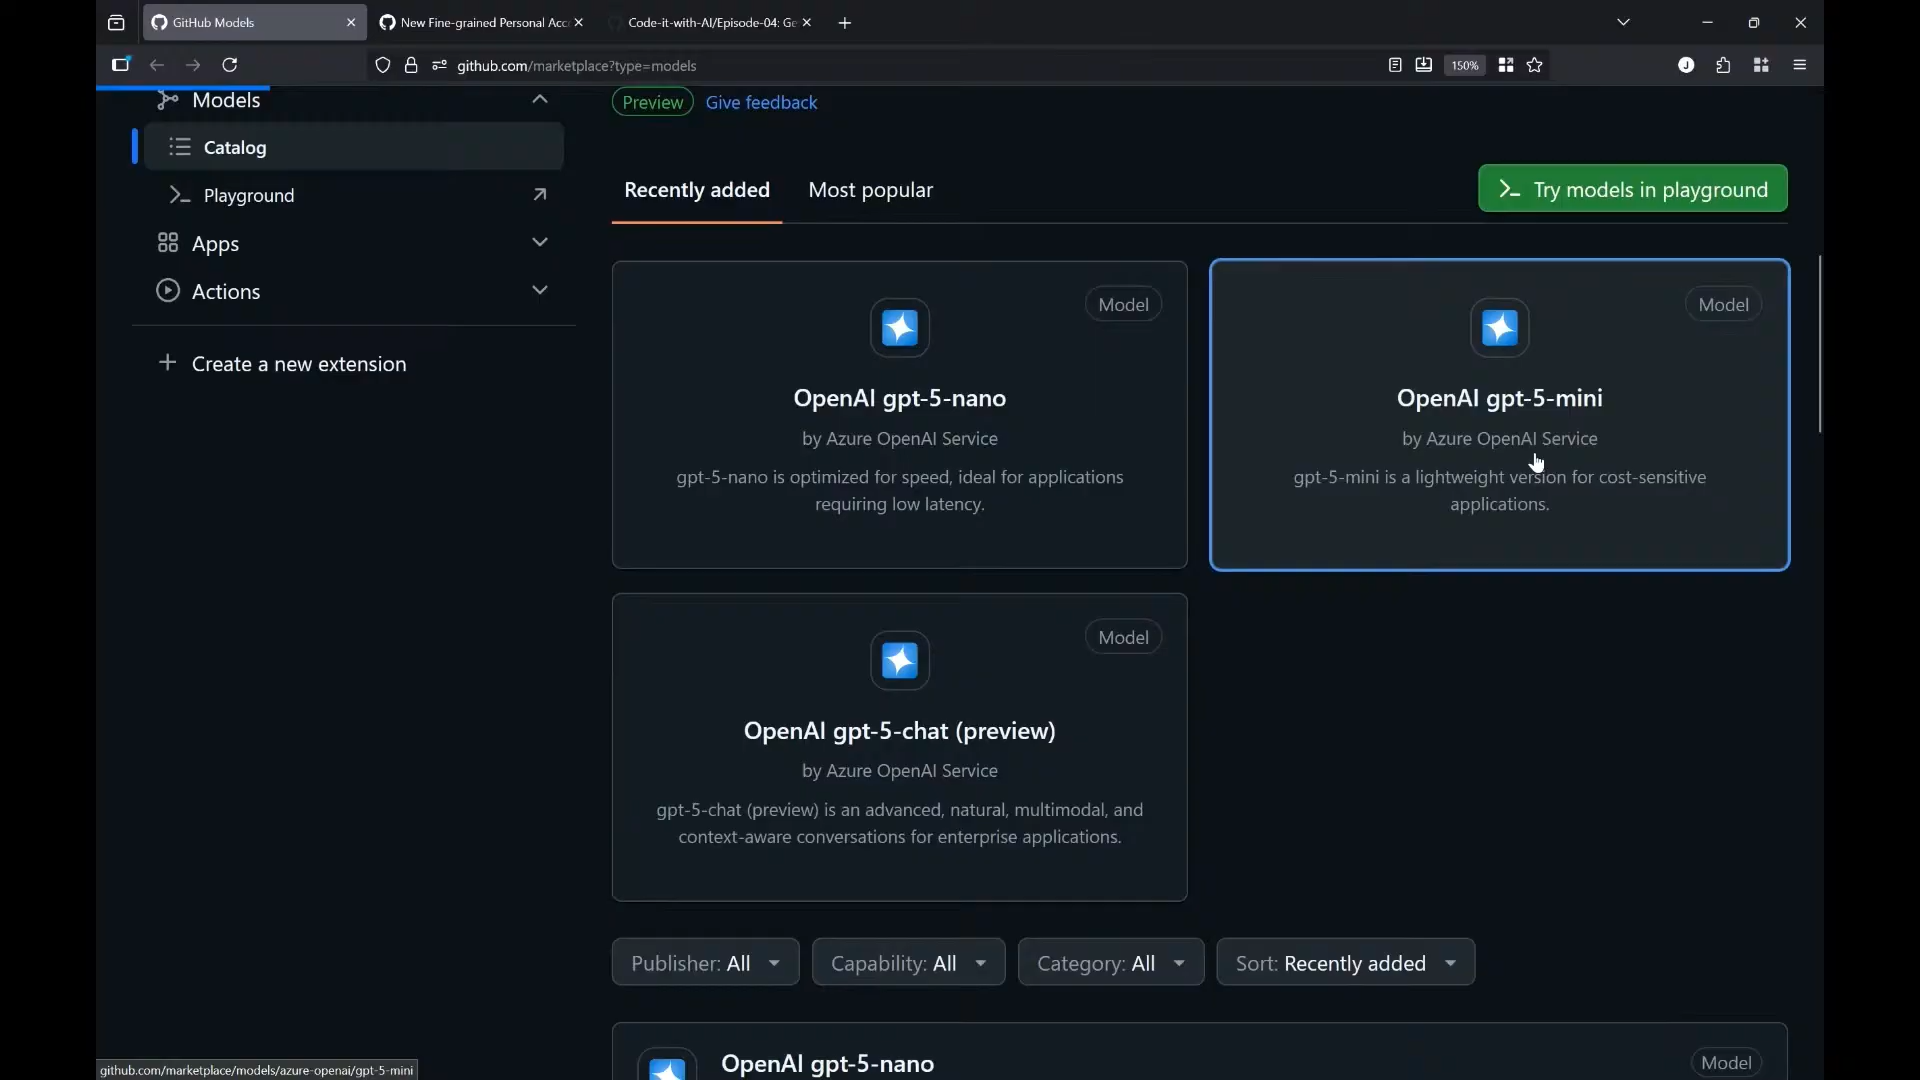 GitHub Models
New Fine-grained Personal Acc
Code-it-with-AI/Episode-04: Ge
github.com/marketplace?type=models
150%
J
Models
Catalog
Playground
Apps
Actions
Create a new extension
Preview
Give feedback
Recently added
Most popular
Try models in playground
Model
OpenAI gpt-5-nano
by Azure OpenAI Service
gpt-5-nano is optimized for speed, ideal for applications
requiring low latency.
Model
OpenAI gpt-5-mini
by Azure OpenAI Service
gpt-5-mini is a lightweight version for cost-sensitive
applications.
Model
OpenAI gpt-5-chat (preview)
by Azure OpenAI Service
gpt-5-chat (preview) is an advanced, natural, multimodal, and
context-aware conversations for enterprise applications.
Publisher: All
Capability: All
Category: All
Sort: Recently added
OpenAI gpt-5-nano
Model
github.com/marketplace/models/azure-openai/gpt-5-mini